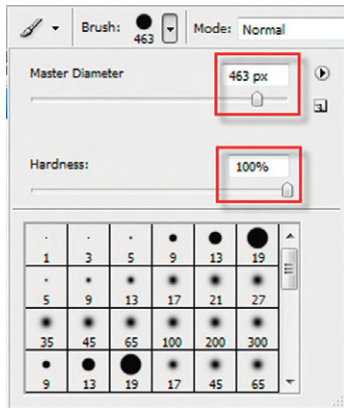 Brush: 463 Mode: Normal
Master Diameter 463 px
Hardness: 100%
1 3 5 9 13 19
5 9 13 17 21 27
35 45 65 100 200 300
9 13 19 17 45 65